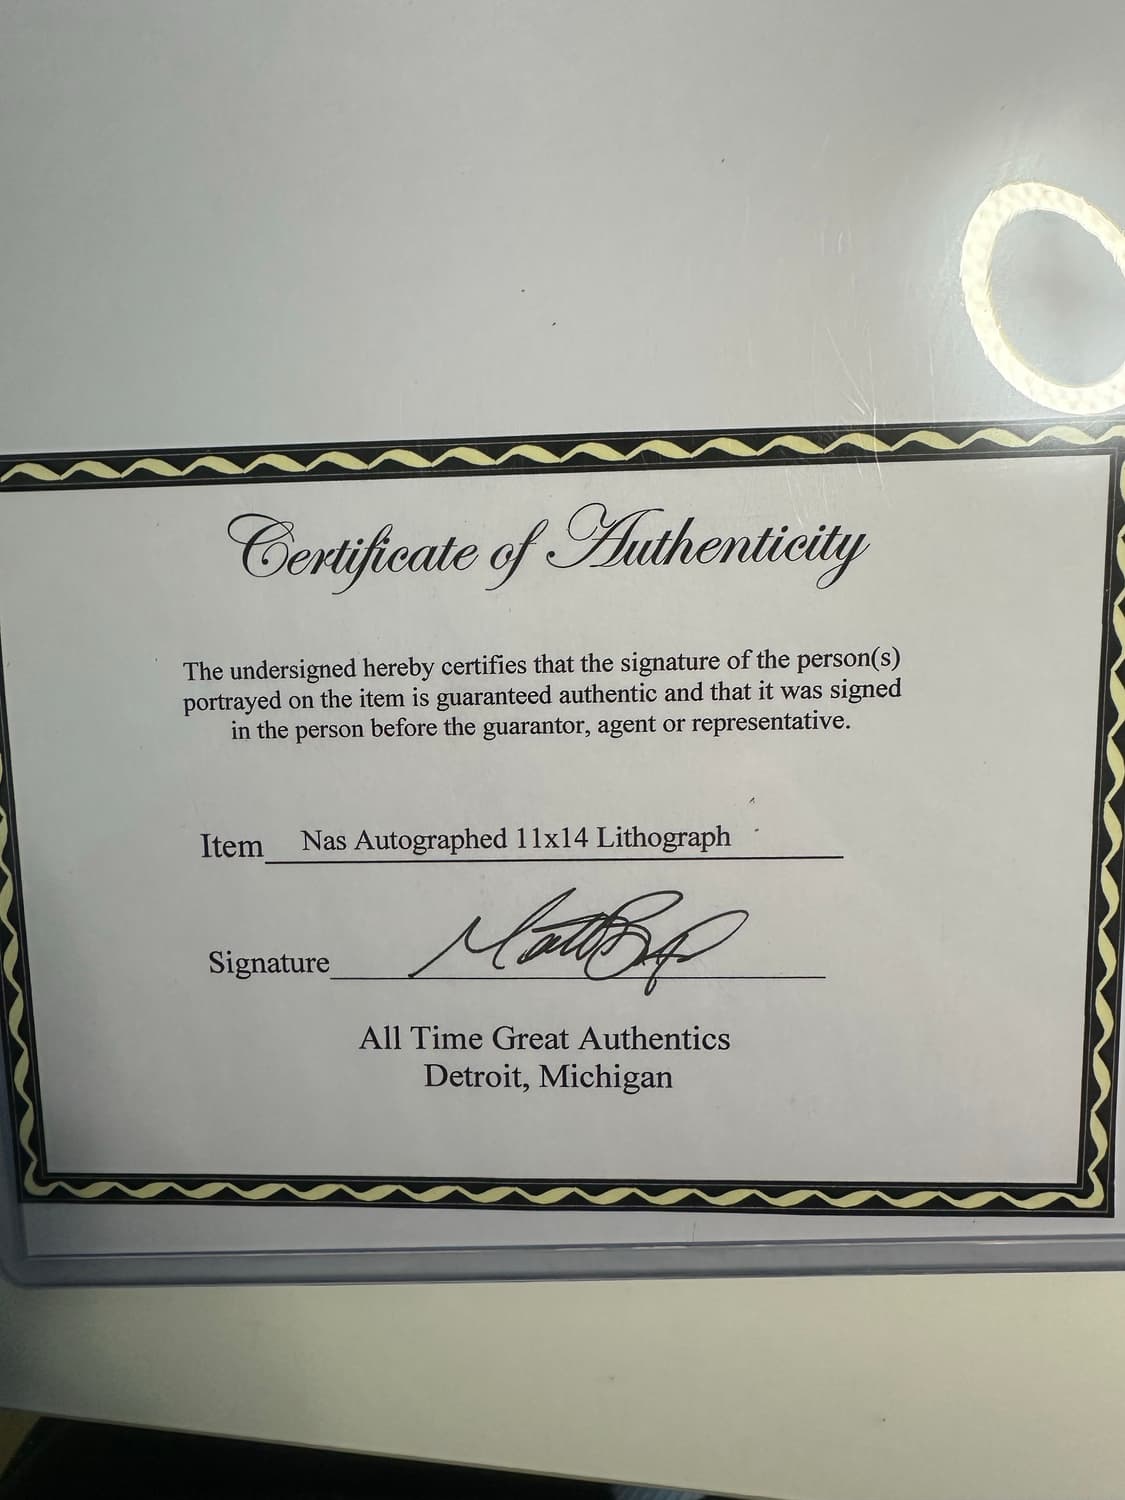 Certificate of Authenticity
The undersigned hereby certifies that the signature of the person(s)
portrayed on the item is guaranteed authentic and that it was signed
in the person before the guarantor, agent or representative.
Item Nas Autographed 11x14 Lithograph
Signature
All Time Great Authentics
Detroit, Michigan